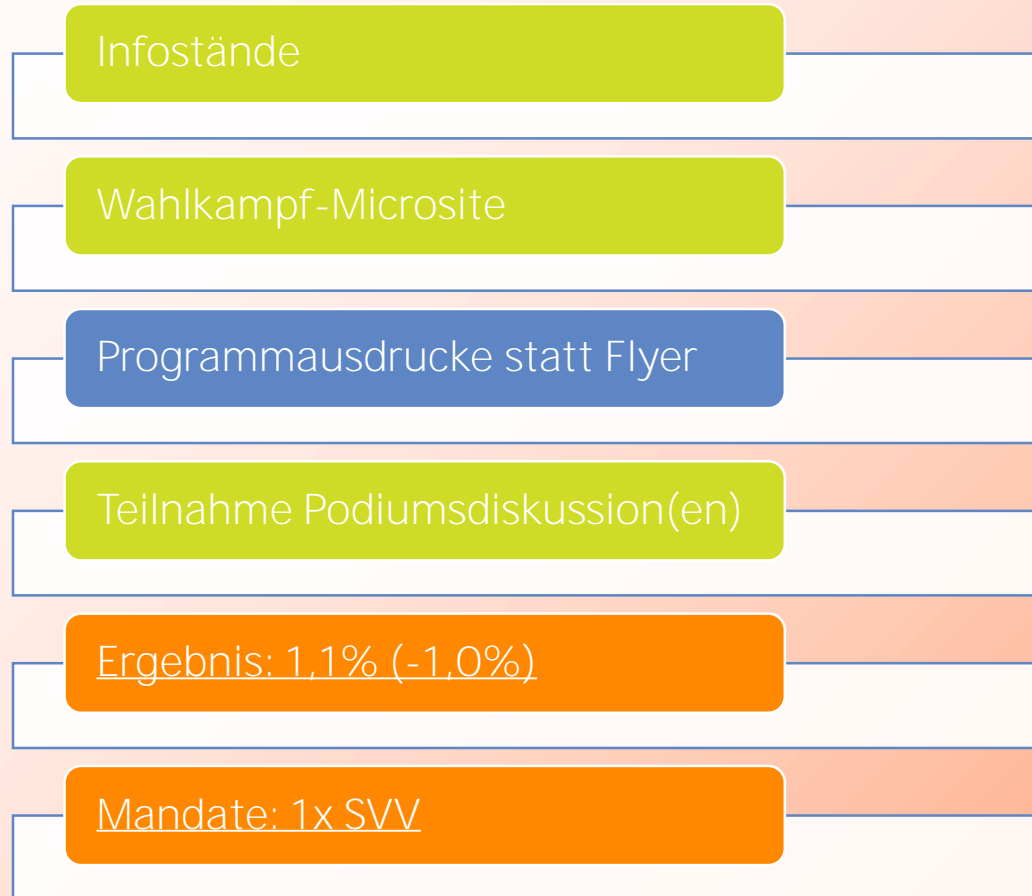 Infostände
Wahlkampf-Microsite
Programmausdrucke statt Flyer
Teilnahme Podiumsdiskussion(en)
Ergebnis: 1,1% (-1,0%)
Mandate: 1x SVV